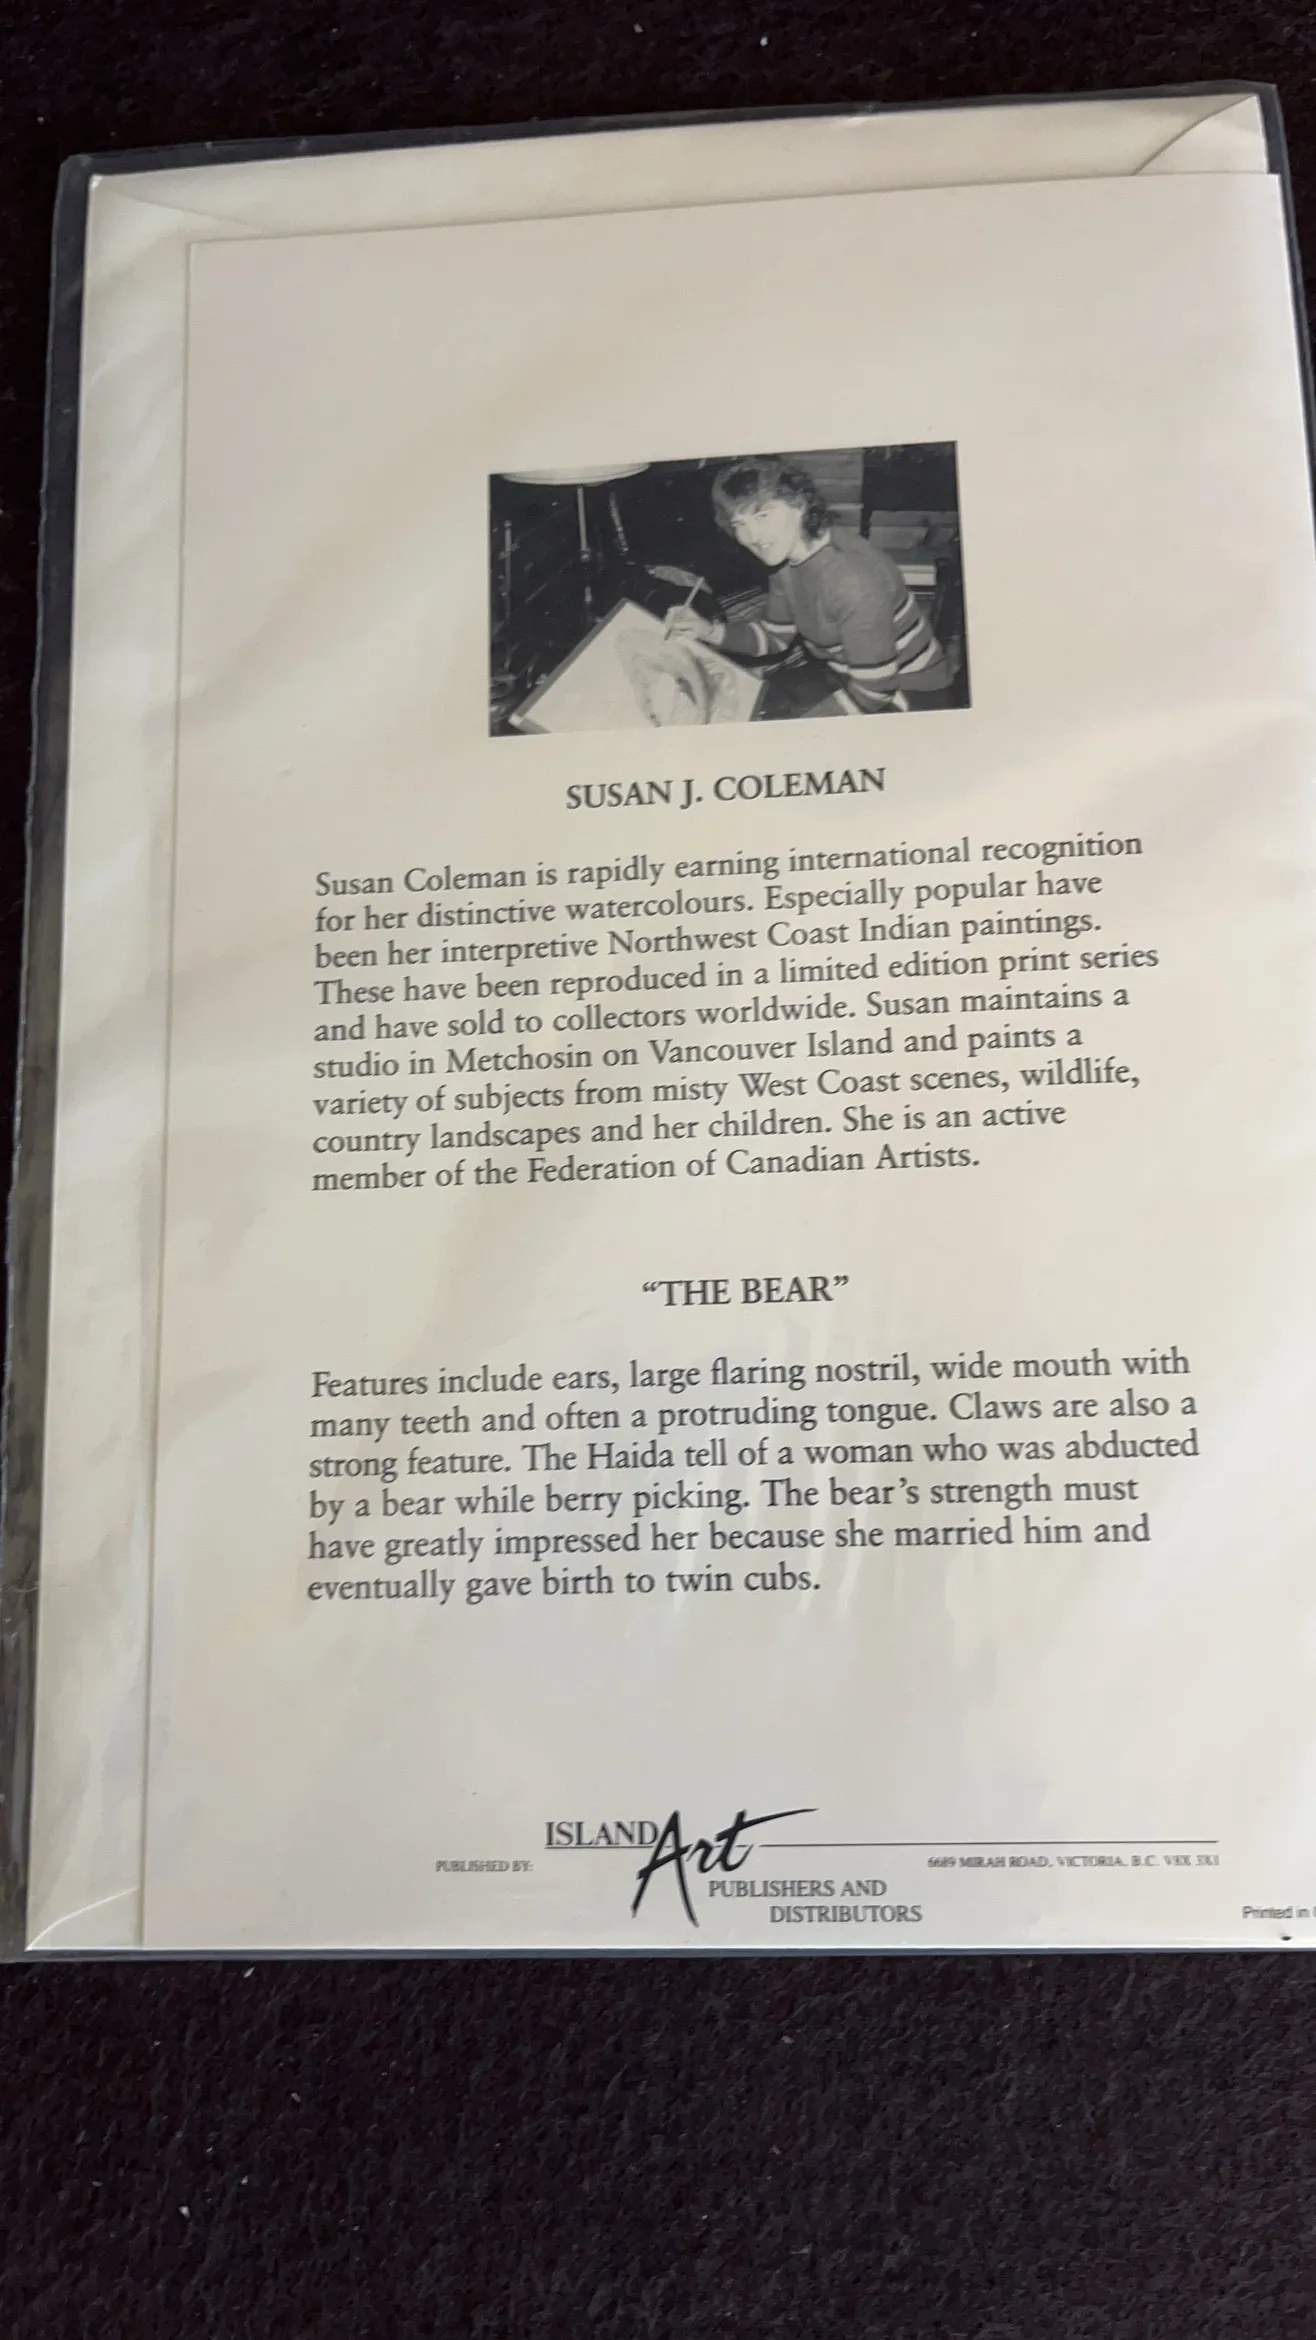 SUSAN J. COLEMAN
Susan Coleman is rapidly earning international recognition
for her distinctive watercolours. Especially popular have
been her interpretive Northwest Coast Indian paintings.
These have been reproduced in a limited edition print series
and have sold to collectors worldwide. Susan maintains a
studio in Metchosin on Vancouver Island and paints a
variety of subjects from misty West Coast scenes, wildlife,
country landscapes and her children. She is an active
member of the Federation of Canadian Artists.
“THE BEAR”
Features include ears, large flaring nostril, wide mouth with
many teeth and often a protruding tongue. Claws are also a
strong feature. The Haida tell of a woman who was abducted
by a bear while berry picking. The bear’s strength must
have greatly impressed her because she married him and
eventually gave birth to twin cubs.
PUBLISHED BY:
ISLAND Art
PUBLISHERS AND
DISTRIBUTORS
6689 MIRAH ROAD, VICTORIA, B.C.
Printed in